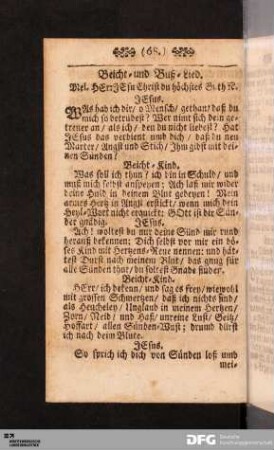 (68.)
Beicht- und Buß-Lied.
Mel. HErr JEsu Christ du höchstes Gut/ꝛc.
JEsus.
WAs hab ich dir/ o Mensch/ gethan/ daß du
mich so betrübest? Wer nimt sich dein ge-
treuer an/ als ich/ den du nicht liebest? Hat
JEsus das verdient um dich/ daß du neu
Marter/ Angst und Stich/ Ihm gibst mit dei-
nen Sünden?
Beicht-Kind.
Was soll ich thun/ ich bin in Schuld/ und
muß mich selbst anspeyen: Ach laß mir wider
deine Huld in deinem Blut gedeyen! Mein
armes Hertz in Angst erstickt/ wenn mich dein
Heyl-Wort nicht erquickt: GOtt ist die Sün-
der gnädig.
JEsus.
Ach! woltest du mir deine Sünd mir rund
heraus bekennen: Dich selbst vor mir ein bö-
ses Kind mit Hertzens-Reue nennen: und hät-
test Durst nach meinem Blut/ das gnug für
alle Sünden thut/ du soltest Gnade finden.
Beicht-Kind.
HErr/ ich bekenn/ und sag es frey/ wiewohl
mit grossen Schmertzen/ daß ich nichts sind/
als Heucheley/ Unglaub in meinem Hertzen/
Zorn/ Neid/ und Haß/ unreine Lust/ Geitz/
Hoffart/ allen Sünden-Wust; drum dürst
ich nach dem Blute.
JEsus.
So sprich ich dich von Sünden loß und
mei-
DFG
Deutsche
Forschungsgemeinschaft